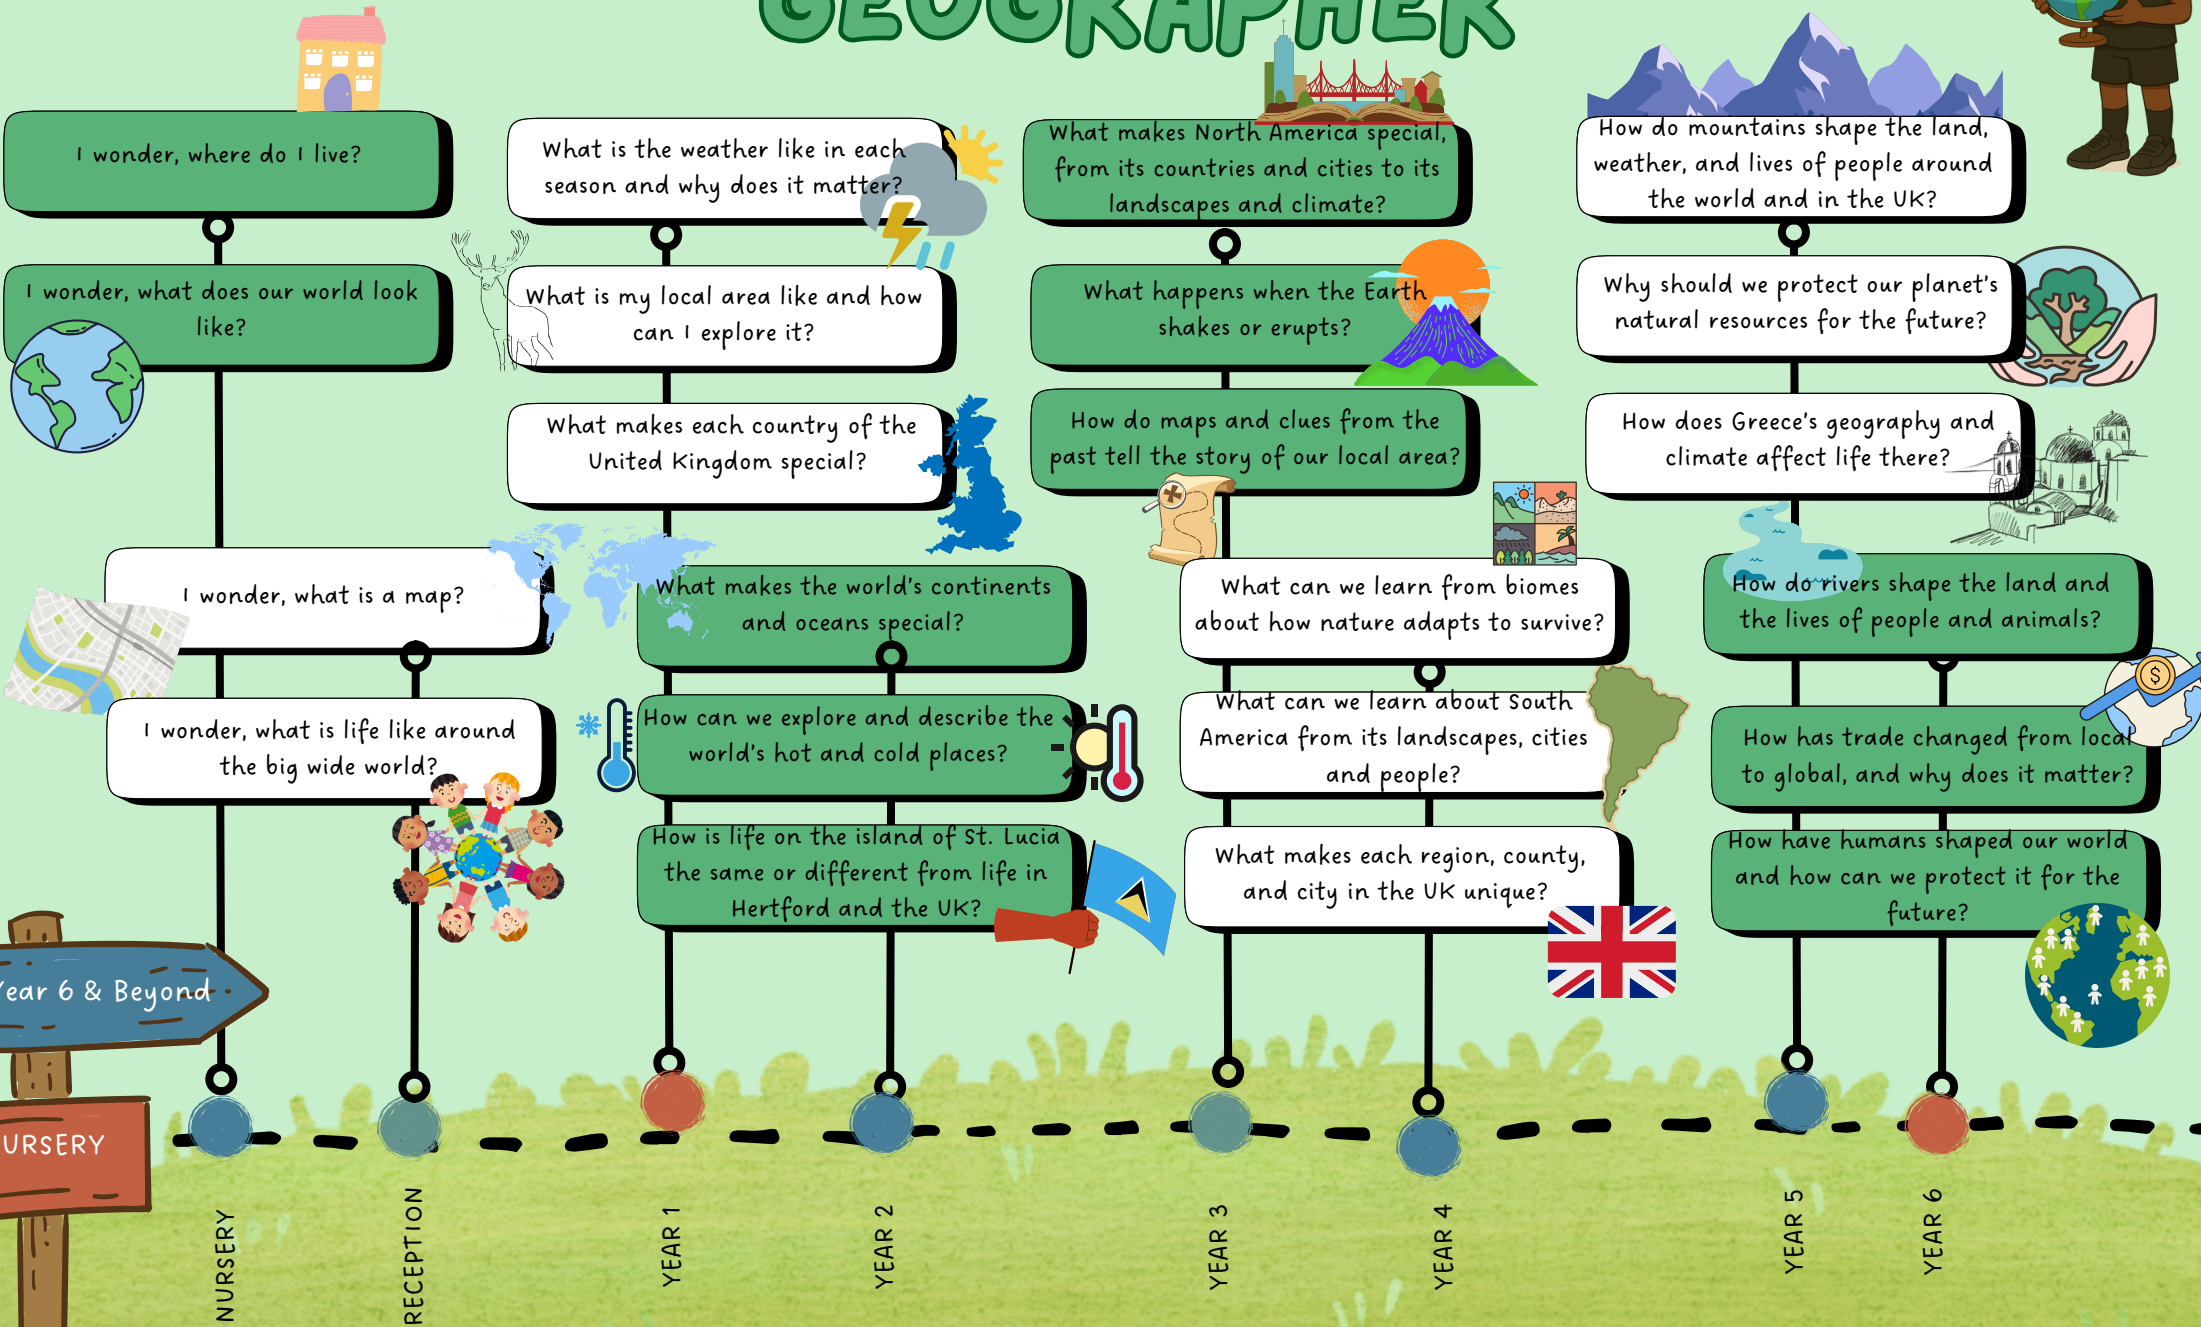 GEOGRAPHER
I wonder, where do I live?
I wonder, what does our world look
like?
I wonder, what is a map?
I wonder, what is life like around
the big wide world?
What is the weather like in each
season and why does it matter?
What is my local area like and how
can I explore it?
What makes each country of the
United Kingdom special?
What makes the world's continents
and oceans special?
How can we explore and describe the
world's hot and cold places?
How is life on the island of St. Lucia
the same or different from life in
Hertford and the UK?
What makes North America special,
from its countries and cities to its
landscapes and climate?
What happens when the Earth
shakes or erupts?
How do maps and clues from the
past tell the story of our local area?
What can we learn from biomes
about how nature adapts to survive?
What can we learn about South
America from its landscapes, cities
and people?
What makes each region, county,
and city in the UK unique?
How do mountains shape the land,
weather, and lives of people around
the world and in the UK?
Why should we protect our planet's
natural resources for the future?
How does Greece's geography and
climate affect life there?
How do rivers shape the land and
the lives of people and animals?
$
How has trade changed from local
to global, and why does it matter?
How have humans shaped our world
and how can we protect it for the
future?
Year 6 & Beyond
URSERY
NURSERY
RECEPTION
YEAR 1
YEAR 2
YEAR 3
YEAR 4
YEAR 5
YEAR 6